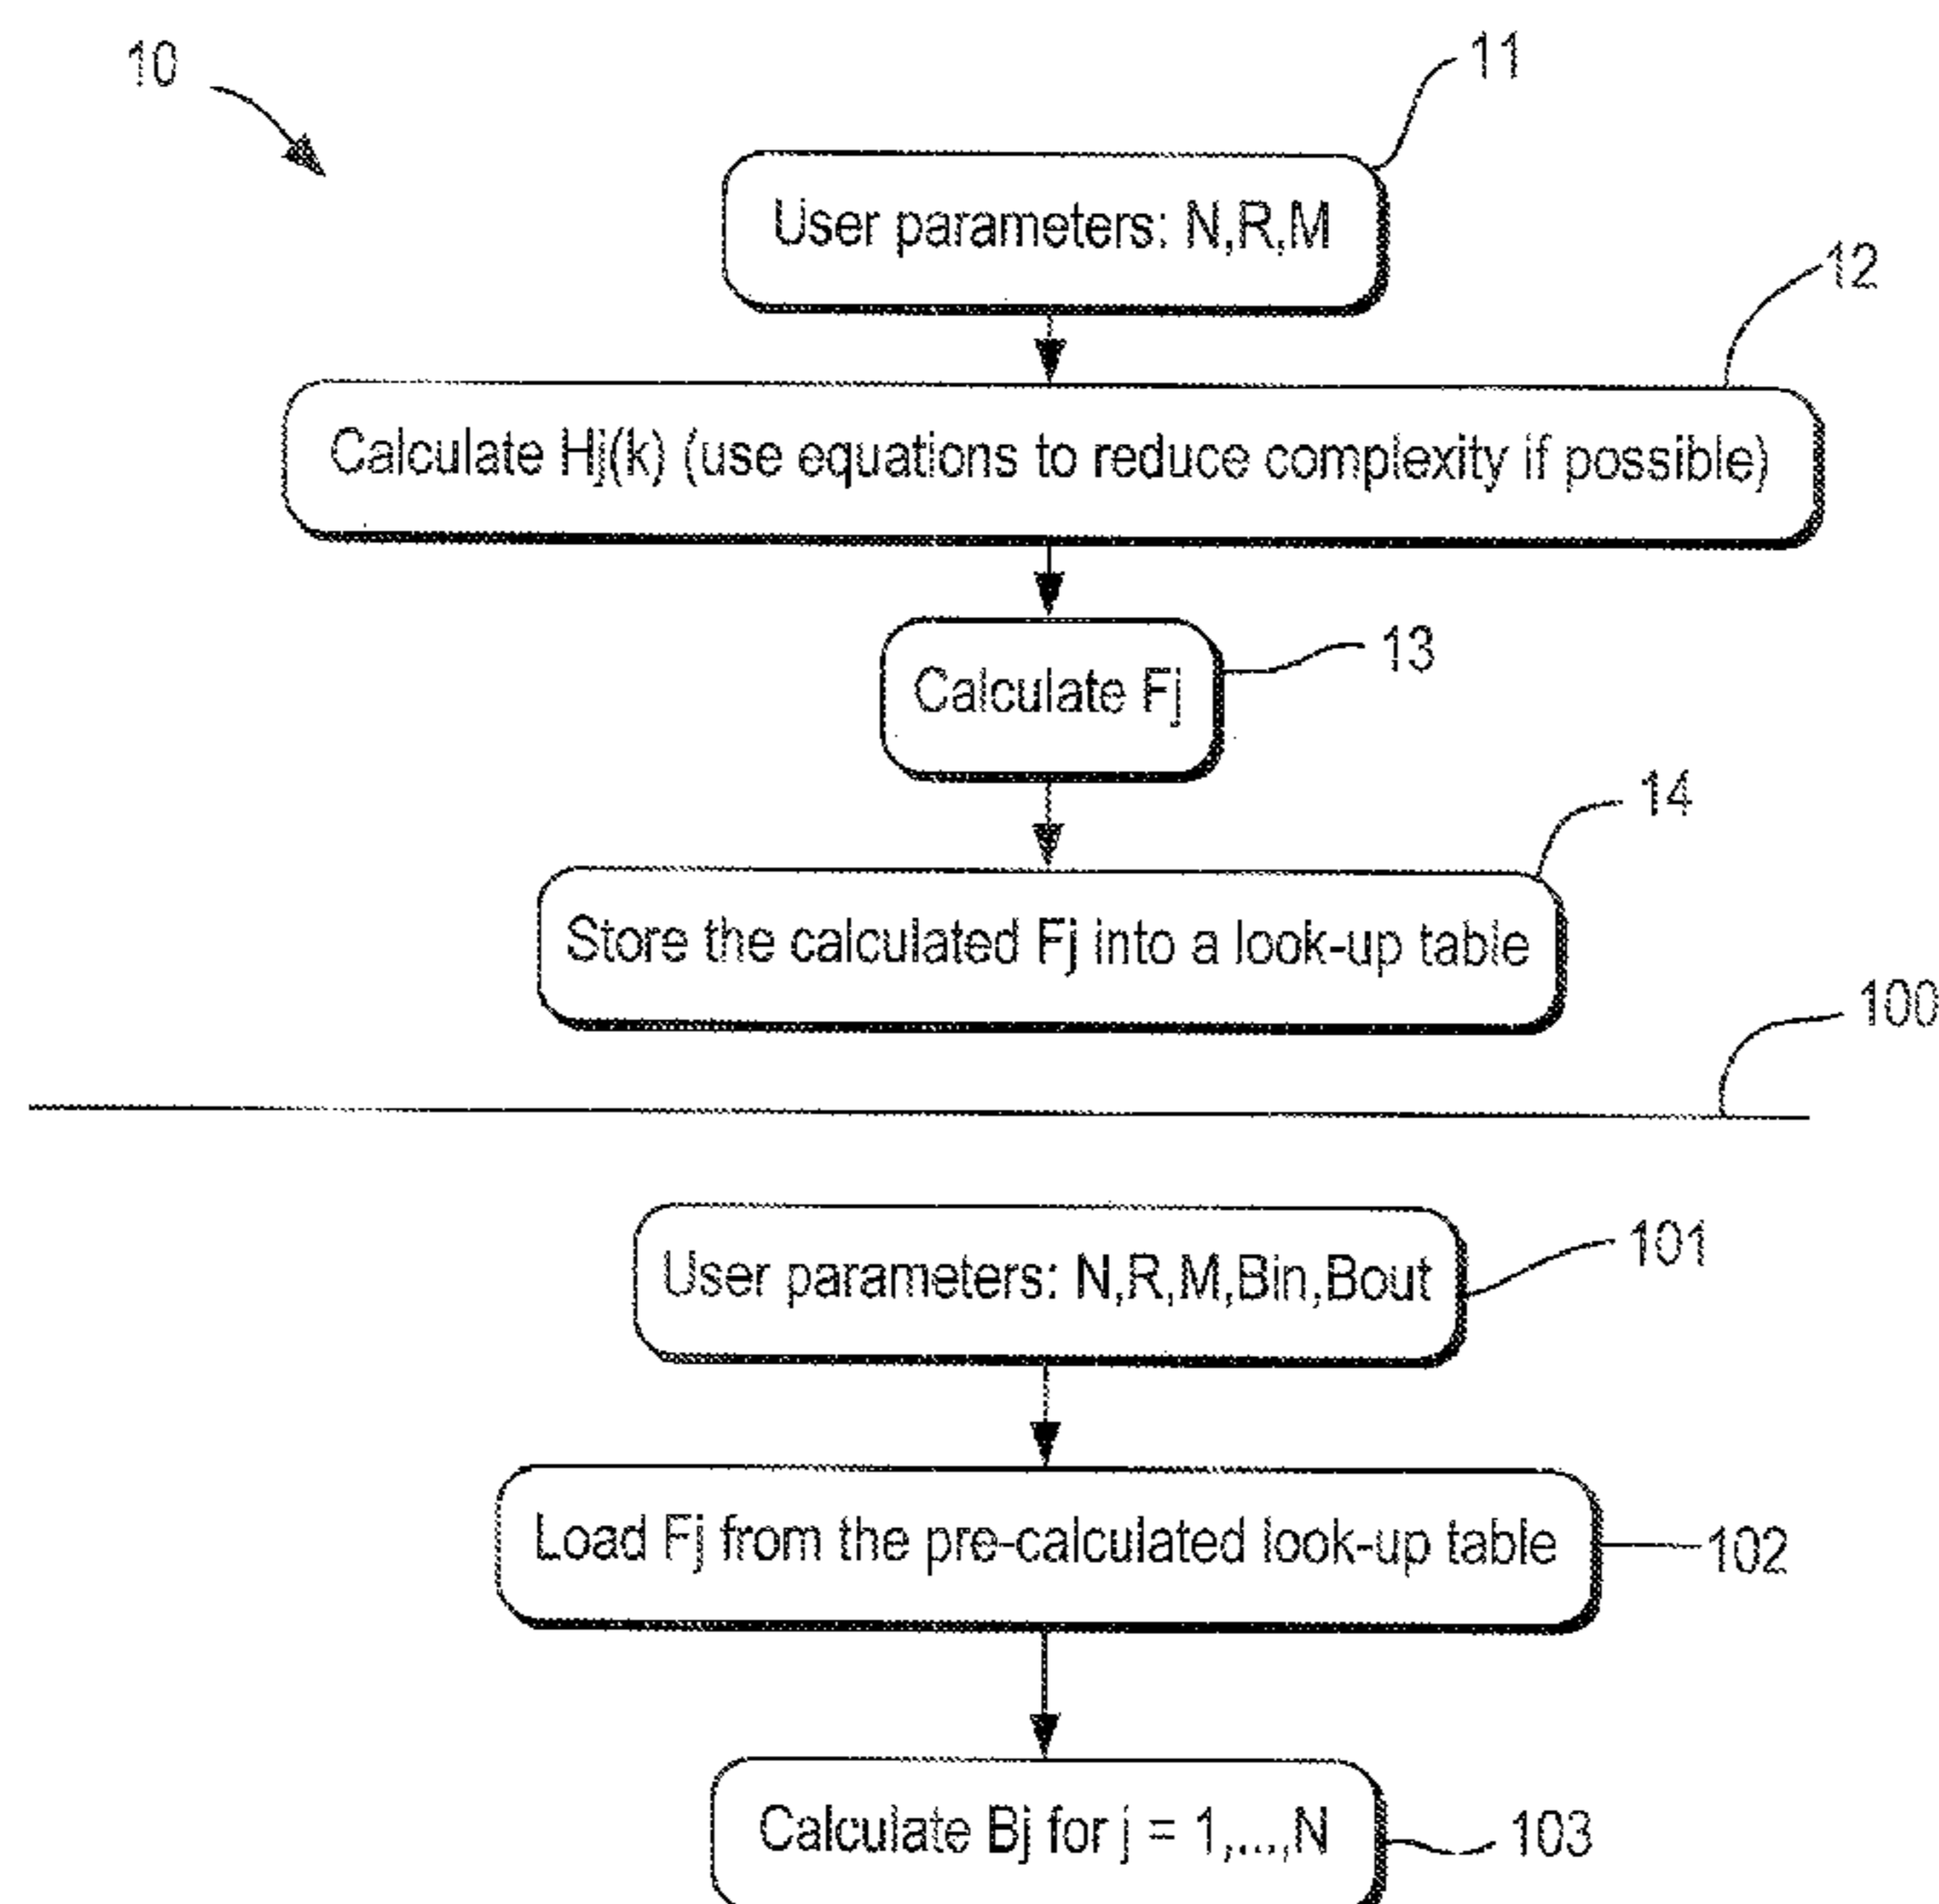 10
11
User parameters: N,R,M
12
Calculate Hj(k) (use equations to reduce complexity if possible)
13
Calculate Fj
14
Store the calculated Fj into a look-up table
100
User parameters: N,R,M,Bin,Bout
101
Load Fj from the pre-calculated look-up table
102
Calculate Bj for j = 1,...,N
103